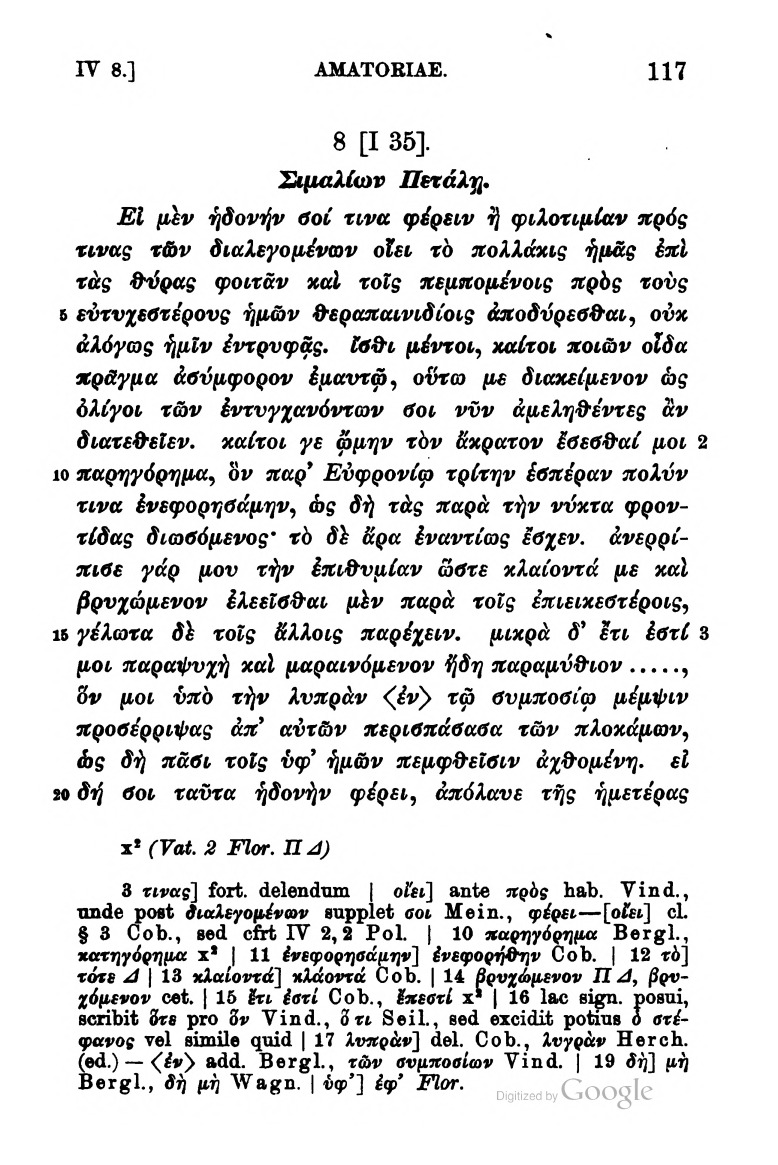 IV 8.] AMATORIAE. 117
8 [I 35].
Σιμαλίων Πετάλῃ.
Εἰ μὲν ἡδονήν σοί τινα φέρειν ἢ φιλοτιμίαν πρός
τινας τῶν διαλεγομένων οἴει τὸ πολλάκις ἡμᾶς ἐπὶ
τὰς θύρας φοιτᾶν καὶ τοῖς πεμπομένοις πρὸς τοὺς
5 εὐτυχεστέρους ἡμῶν θεραπαινιδίοις ἀποδύρεσθαι, οὐκ
ἀλόγως ἡμῖν ἐντρυφᾷς. ἴσθι μέντοι, καίτοι ποιῶν οἶδα
πρᾶγμα ἀσύμφορον ἐμαυτῷ, οὕτω με διακείμενον ὡς
ὀλίγοι τῶν ἐντυγχανόντων σοι νῦν ἀμεληθέντες ἂν
διατεθεῖεν. καίτοι γε ᾤμην τὸν ἄκρατον ἔσεσθαί μοι 2
10 παρηγόρημα, ὃν παρ’ Εὐφρονίῳ τρίτην ἑσπέραν πολύν
τινα ἐνεφορησάμην, ὡς δὴ τὰς παρὰ τὴν νύκτα φρον-
τίδας διωσόμενος· τὸ δὲ ἄρα ἐναντίως ἔσχεν. ἀνερρί-
πισε γάρ μου τὴν ἐπιθυμίαν ὥστε κλαίοντά με καὶ
βρυχώμενον ἐλεεῖσθαι μὲν παρὰ τοῖς ἐπιεικεστέροις,
15 γέλωτα δὲ τοῖς ἄλλοις παρέχειν. μικρὰ δ’ ἔτι ἐστί 3
μοι παραψυχὴ καὶ μαραινόμενον ἤδη παραμύθιον .....,
ὅν μοι ὑπὸ τὴν λυπρὰν ⟨ἐν⟩ τῷ συμποσίῳ μέμψιν
προσέρριψας ἀπ’ αὐτῶν περισπάσασα τῶν πλοκάμων,
ὡς δὴ πᾶσι τοῖς ὑφ’ ἡμῶν πεμφθεῖσιν ἀχθομένη. εἰ
20 δή σοι ταῦτα ἡδονὴν φέρει, ἀπόλαυε τῆς ἡμετέρας
x² (Vat. 2 Flor. Π Δ)
3 τινας] fort. delendum | οἴει] ante πρὸς hab. Vind.,
unde post διαλεγομένων supplet σοι Mein., φέρει—[οἴει] cl.
§ 3 Cob., sed cfrt IV 2, 2 Pol. | 10 παρηγόρημα Bergl.,
κατηγόρημα x² | 11 ἐνεφορησάμην] ἐνεφορήθην Cob. | 12 τὸ]
τότε Δ | 13 κλαίοντά] κλάοντά Cob. | 14 βρυχώμενον Π Δ, βρυ-
χόμενον cet. | 15 ἔτι ἐστί Cob., ἔπεστί x² | 16 lac sign. posui,
scribit ὅτε pro ὅν Vind., ὅ τι Seil., sed excidit potius ὁ στέ-
φανος vel simile quid | 17 λυπρὰν] del. Cob., λυγρὰν Herch.
(ed.) — ⟨ἐν⟩ add. Bergl., τῶν συμποσίων Vind. | 19 δὴ] μὴ
Bergl., δὴ μὴ Wagn. | ὑφ’] ἐφ’ Flor.
Digitized by Google